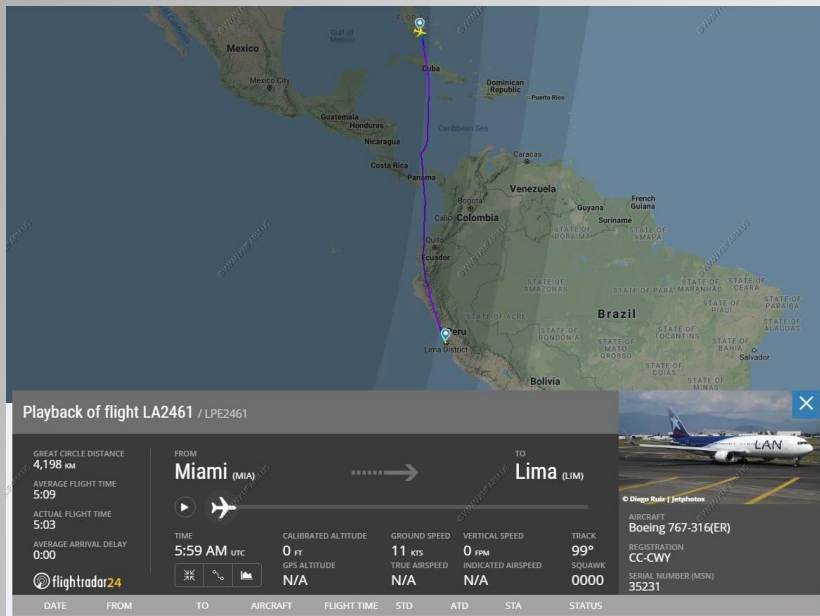 FLORIDA
Gulf of
Mexico
Mexico
Cuba
Mexico City
Dominican
Republic
Puerto Rico
Guatemala
Honduras
Caribbean Sea
Nicaragua
Caracas
Costa Rica
Panama
Venezuela
Bogota
Guyana
French
Guiana
Cali
Colombia
Suriname
STATE OF
RORAIMA
STATE OF
AMAPÁ
Quito
Ecuador
STATE OF
AMAZONAS
STATE OF PARÁ
STATE OF
MARANHÃO
STATE OF
CEARÁ
STATE OF
PARAÍBA
STATE OF
PIAUÍ
STATE OF
ALAGOAS
STATE OF ACRE
Brazil
Peru
STATE OF
RONDÔNIA
STATE OF
TOCANTINS
STATE OF
BAHIA
Lima District
STATE OF
MATO
GROSSO
Salvador
STATE OF
GOIÁS
Bolivia
STATE OF
MINAS
Playback of flight LA2461 / LPE2461
GREAT CIRCLE DISTANCE
4,198 KM
AVERAGE FLIGHT TIME
5:09
ACTUAL FLIGHT TIME
5:03
AVERAGE ARRIVAL DELAY
0:00
flightradar24
FROM
Miami (MIA)
TO
Lima (LIM)
TIME
5:59 AM UTC
CALIBRATED ALTITUDE
0 FT
GROUND SPEED
11 KTS
VERTICAL SPEED
0 FPM
TRACK
99°
GPS ALTITUDE
N/A
TRUE AIRSPEED
N/A
INDICATED AIRSPEED
N/A
SQUAWK
0000
LAN
© Diego Ruiz | Jetphotos
AIRCRAFT
Boeing 767-316(ER)
REGISTRATION
CC-CWY
SERIAL NUMBER (MSN)
35231
DATE FROM TO AIRCRAFT FLIGHT TIME STD ATD STA STATUS